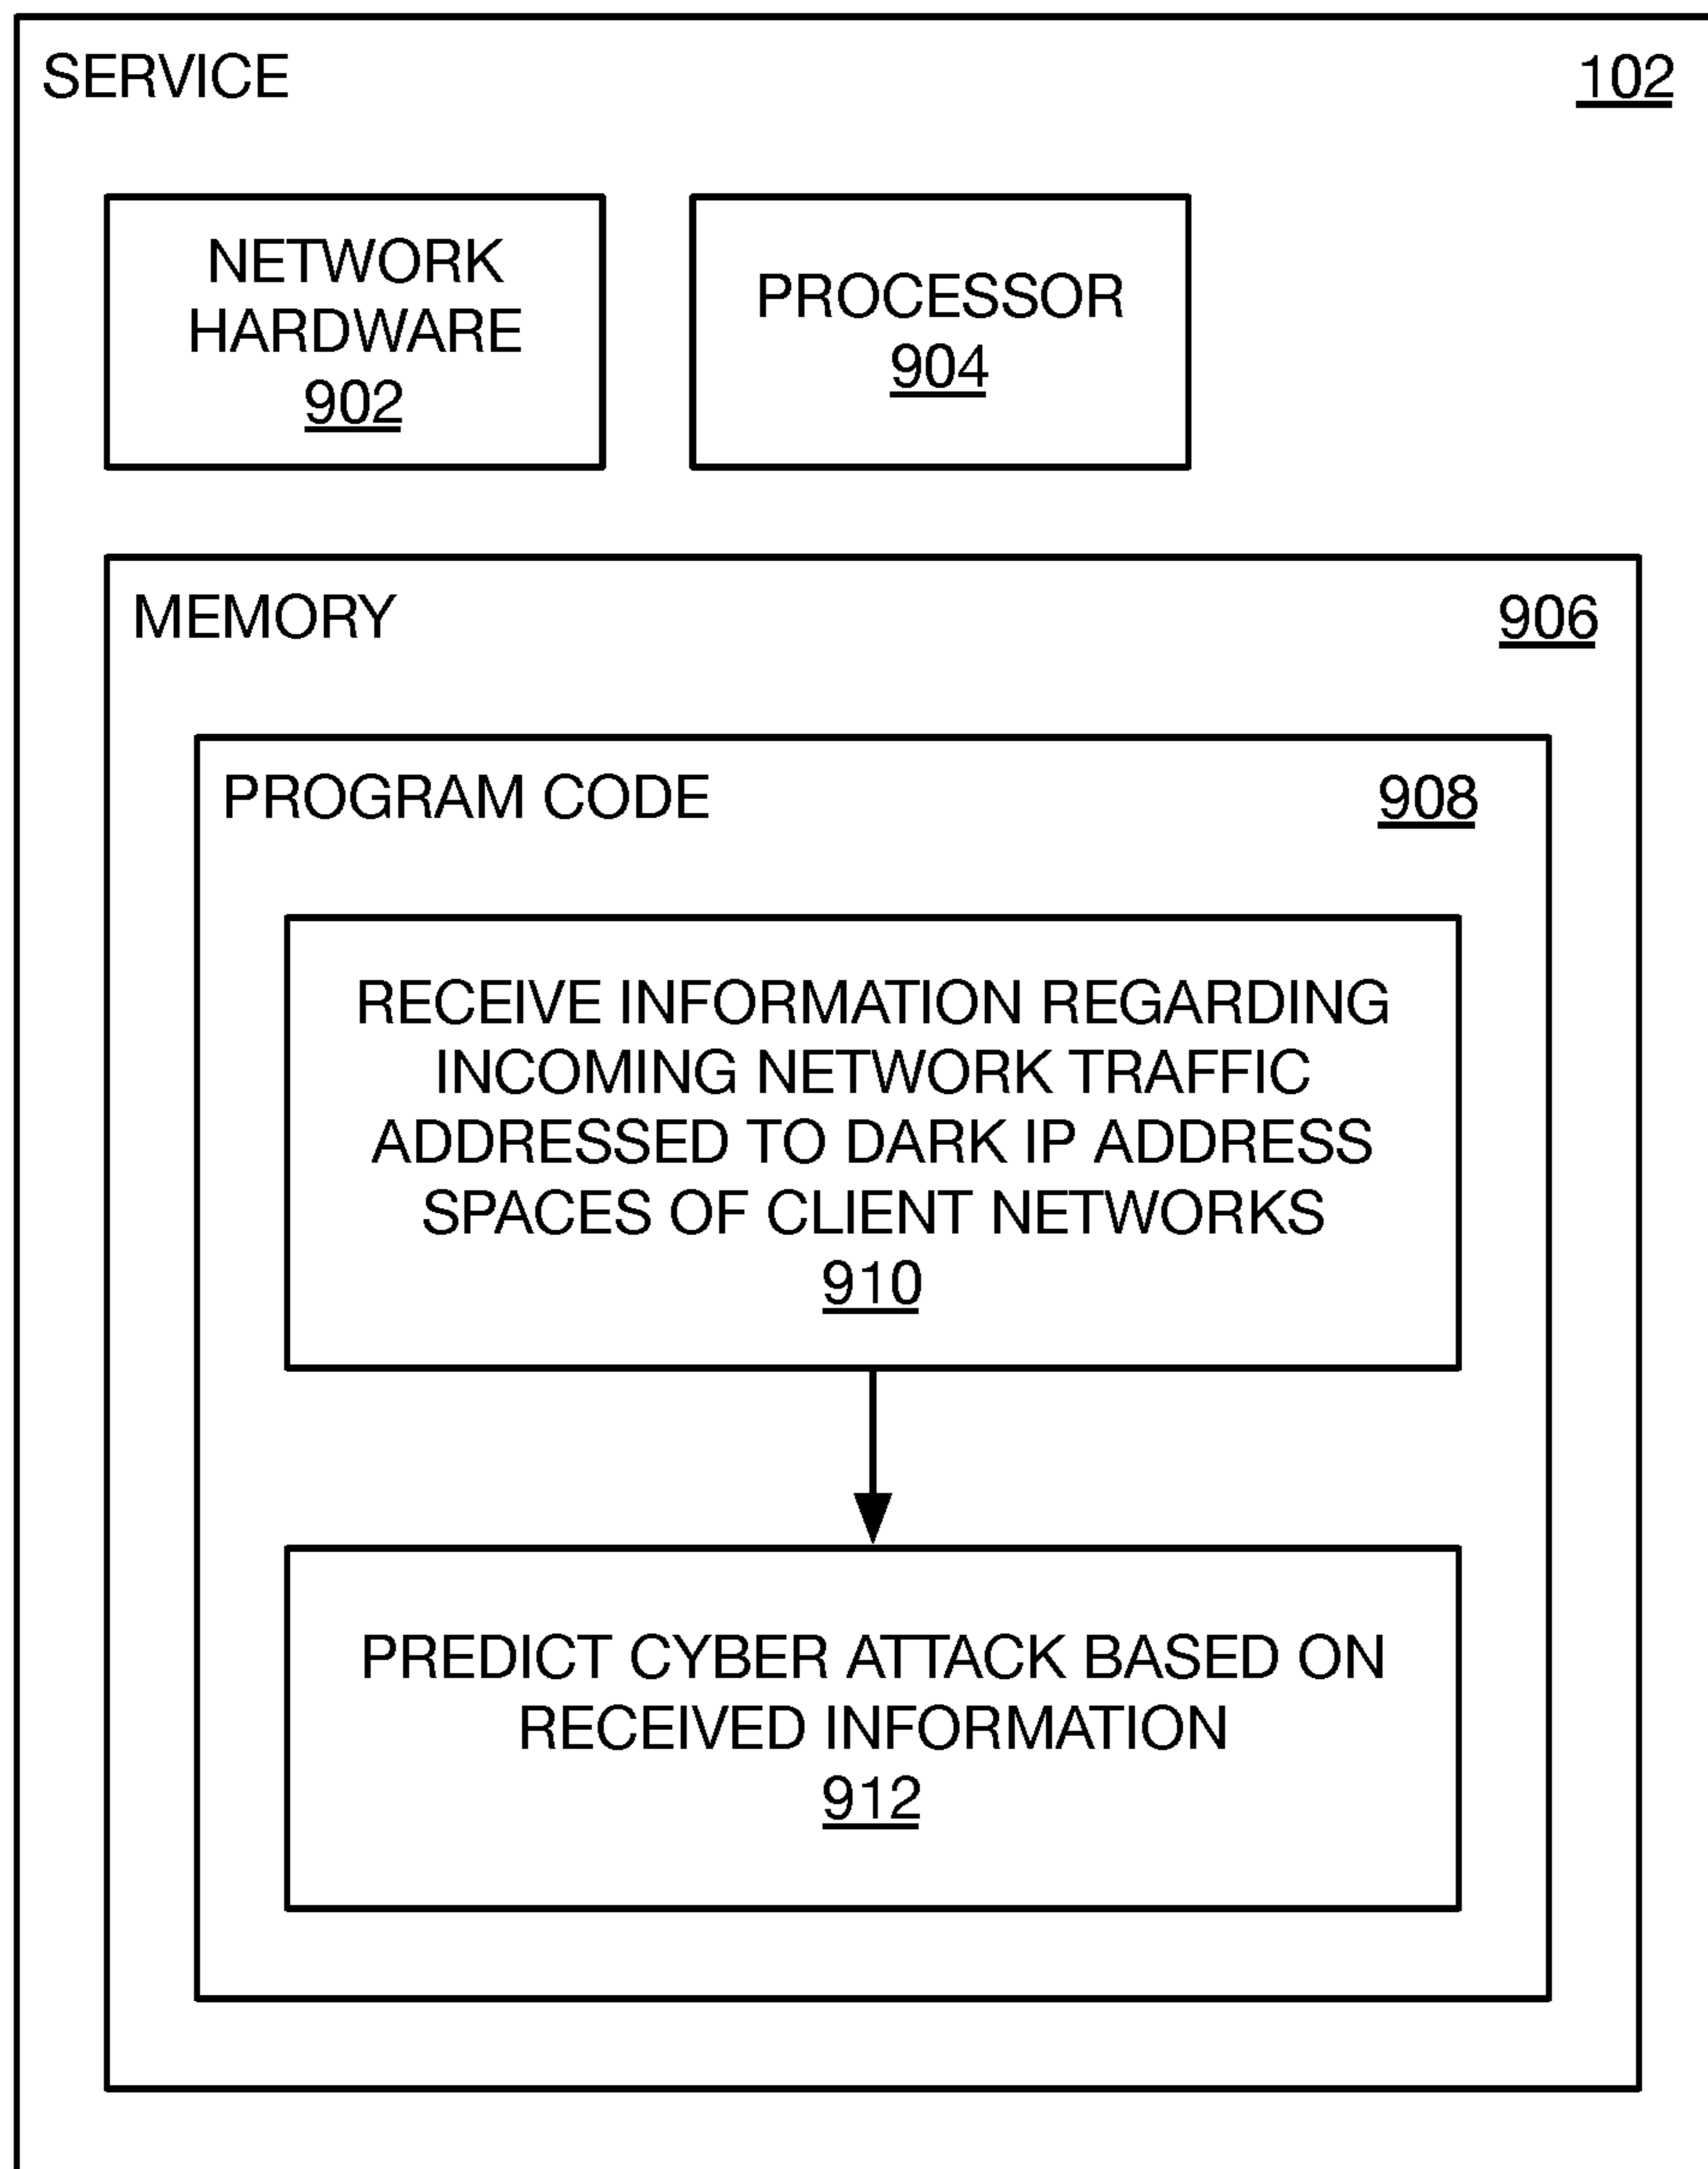 SERVICE 102
NETWORK
HARDWARE
902
PROCESSOR
904
MEMORY 906
PROGRAM CODE 908
RECEIVE INFORMATION REGARDING
INCOMING NETWORK TRAFFIC
ADDRESSED TO DARK IP ADDRESS
SPACES OF CLIENT NETWORKS
910
PREDICT CYBER ATTACK BASED ON
RECEIVED INFORMATION
912